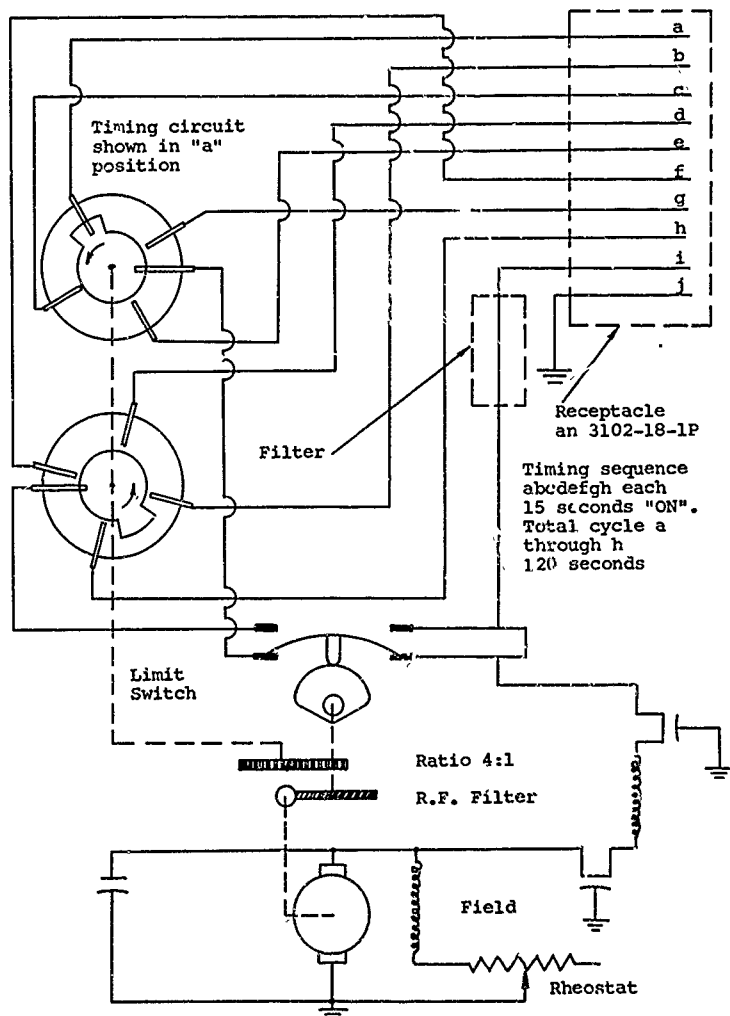 a
b
c
d
e
f
g
h
i
j
Timing circuit
shown in "a"
position
Filter
Receptacle
an 3102-18-1P
Timing sequence
abcdefgh each
15 seconds "ON".
Total cycle a
through h
120 seconds
Limit
Switch
Ratio 4:1
R.F. Filter
Field
Rheostat